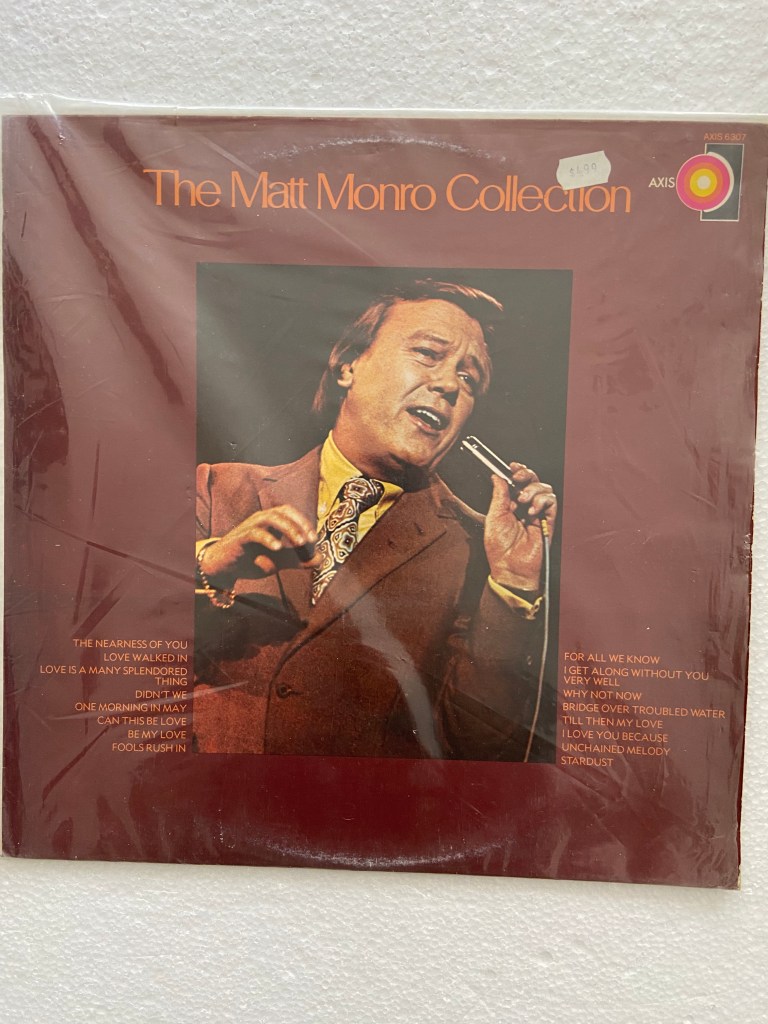 AXIS 6307
The Matt Monro Collection
AXIS
THE NEARNESS OF YOU
LOVE WALKED IN
LOVE IS A MANY SPLENDORED
THING
DIDN'T WE
ONE MORNING IN MAY
CAN THIS BE LOVE
BE MY LOVE
FOOLS RUSH IN
FOR ALL WE KNOW
I GET ALONG WITHOUT YOU
VERY WELL
WHY NOT NOW
BRIDGE OVER TROUBLED WATER
TILL THEN MY LOVE
I LOVE YOU BECAUSE
UNCHAINED MELODY
STARDUST